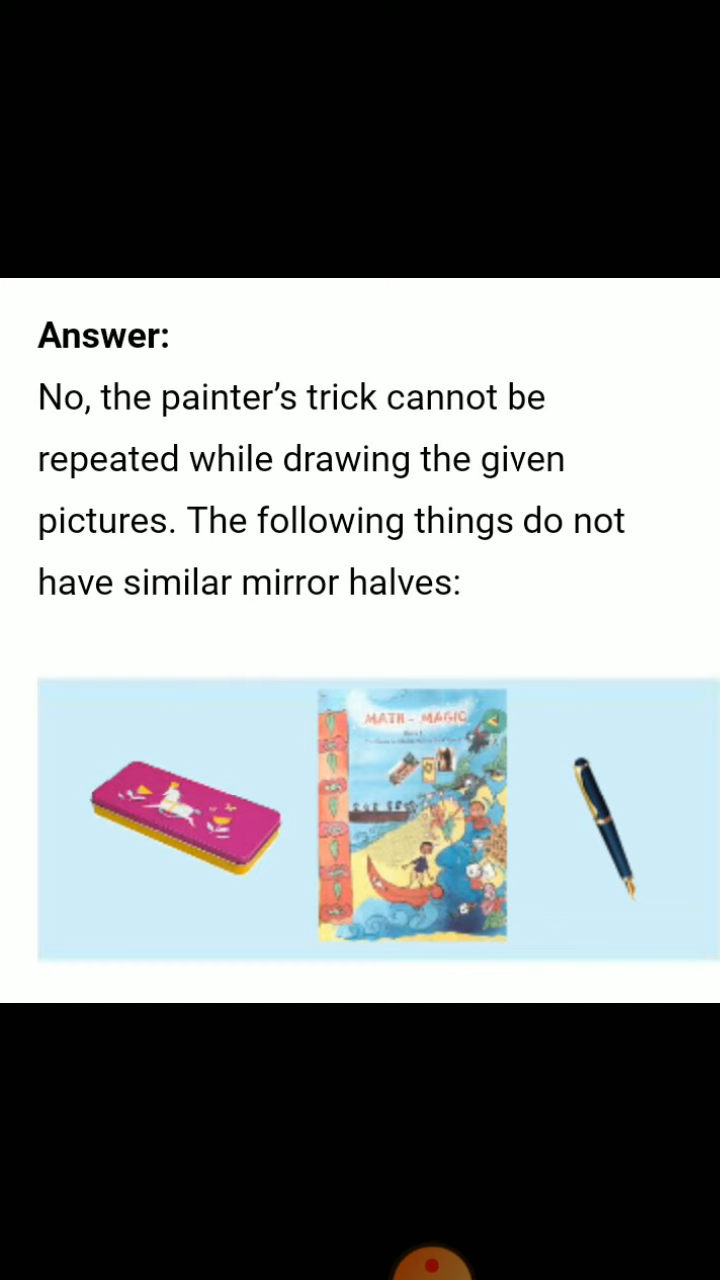 Answer:
No, the painter's trick cannot be
repeated while drawing the given
pictures. The following things do not
have similar mirror halves:
MATH - MAGIC